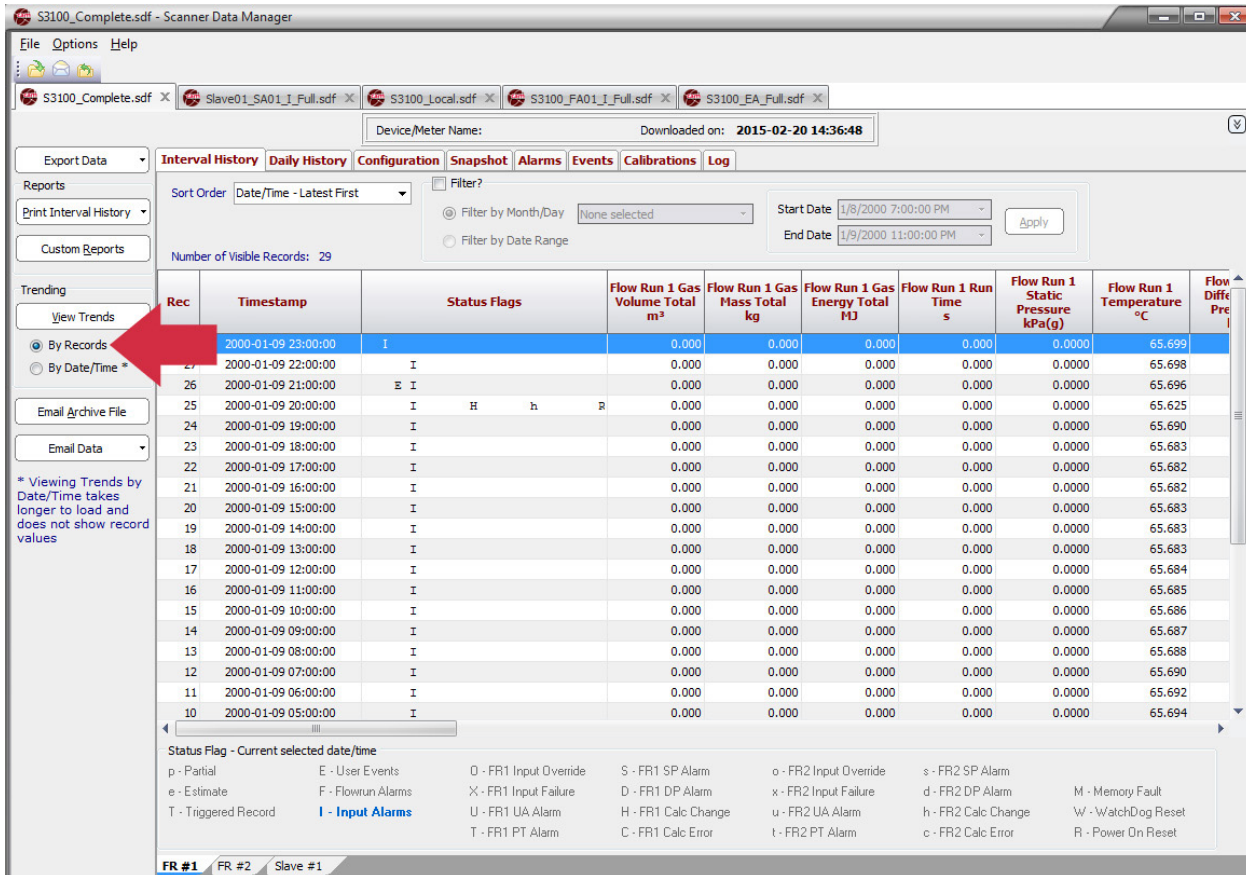 S3100_Complete.sdf - Scanner Data Manager
File Options Help
S3100_Complete.sdf Slave01_SA01_I_Full.sdf S3100_Local.sdf S3100_FA01_I_Full.sdf S3100_EA_Full.sdf
Device/Meter Name: Downloaded on: 2015-02-20 14:36:48
Export Data
Reports
Print Interval History
Custom Reports
Trending
View Trends
By Records
By Date/Time *
Email Archive File
Email Data
* Viewing Trends by
Date/Time takes
longer to load and
does not show record
values
Interval History Daily History Configuration Snapshot Alarms Events Calibrations Log
Sort Order Date/Time - Latest First
Filter?
Filter by Month/Day None selected
Filter by Date Range
Start Date 1/8/2000 7:00:00 PM
End Date 1/9/2000 11:00:00 PM
Apply
Number of Visible Records: 29
Rec Timestamp Status Flags Flow Run 1 Gas Volume Total m³ Flow Run 1 Gas Mass Total kg Flow Run 1 Gas Energy Total MJ Flow Run 1 Run Time s Flow Run 1 Static Pressure kPa(g) Flow Run 1 Temperature °C Flow Diffe Pre
2000-01-09 23:00:00 I 0.000 0.000 0.000 0.000 0.0000 65.699
27 2000-01-09 22:00:00 I 0.000 0.000 0.000 0.000 0.0000 65.698
26 2000-01-09 21:00:00 E I 0.000 0.000 0.000 0.000 0.0000 65.696
25 2000-01-09 20:00:00 I H h R 0.000 0.000 0.000 0.000 0.0000 65.625
24 2000-01-09 19:00:00 I 0.000 0.000 0.000 0.000 0.0000 65.690
23 2000-01-09 18:00:00 I 0.000 0.000 0.000 0.000 0.0000 65.683
22 2000-01-09 17:00:00 I 0.000 0.000 0.000 0.000 0.0000 65.682
21 2000-01-09 16:00:00 I 0.000 0.000 0.000 0.000 0.0000 65.682
20 2000-01-09 15:00:00 I 0.000 0.000 0.000 0.000 0.0000 65.683
19 2000-01-09 14:00:00 I 0.000 0.000 0.000 0.000 0.0000 65.683
18 2000-01-09 13:00:00 I 0.000 0.000 0.000 0.000 0.0000 65.683
17 2000-01-09 12:00:00 I 0.000 0.000 0.000 0.000 0.0000 65.684
16 2000-01-09 11:00:00 I 0.000 0.000 0.000 0.000 0.0000 65.685
15 2000-01-09 10:00:00 I 0.000 0.000 0.000 0.000 0.0000 65.686
14 2000-01-09 09:00:00 I 0.000 0.000 0.000 0.000 0.0000 65.687
13 2000-01-09 08:00:00 I 0.000 0.000 0.000 0.000 0.0000 65.688
12 2000-01-09 07:00:00 I 0.000 0.000 0.000 0.000 0.0000 65.690
11 2000-01-09 06:00:00 I 0.000 0.000 0.000 0.000 0.0000 65.692
10 2000-01-09 05:00:00 I 0.000 0.000 0.000 0.000 0.0000 65.694
Status Flag - Current selected date/time
p - Partial E - User Events O - FR1 Input Override S - FR1 SP Alarm o - FR2 Input Override s - FR2 SP Alarm
e - Estimate F - Flowrun Alarms X - FR1 Input Failure D - FR1 DP Alarm x - FR2 Input Failure d - FR2 DP Alarm M - Memory Fault
T - Triggered Record I - Input Alarms U - FR1 UA Alarm H - FR1 Calc Change u - FR2 UA Alarm h - FR2 Calc Change W - WatchDog Reset
T - FR1 PT Alarm C - FR1 Calc Error t - FR2 PT Alarm c - FR2 Calc Error R - Power On Reset
FR #1 FR #2 Slave #1